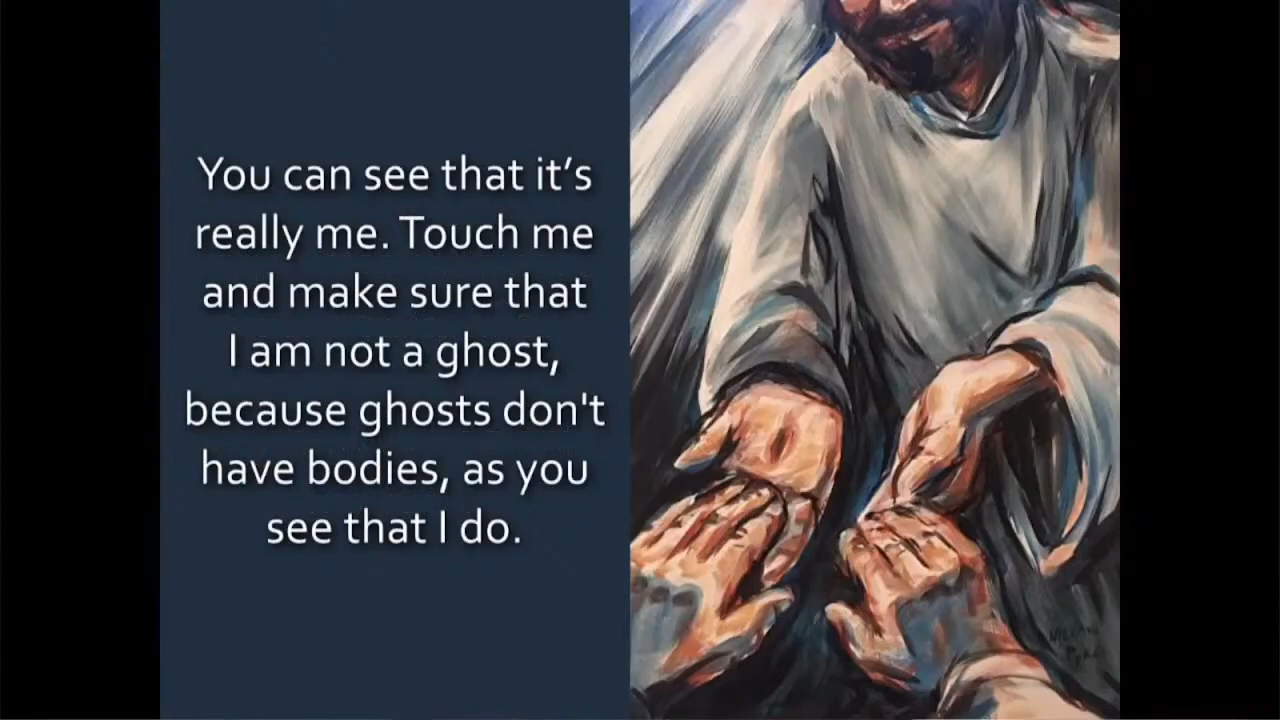 You can see that it’s
really me. Touch me
and make sure that
I am not a ghost,
because ghosts don't
have bodies, as you
see that I do.